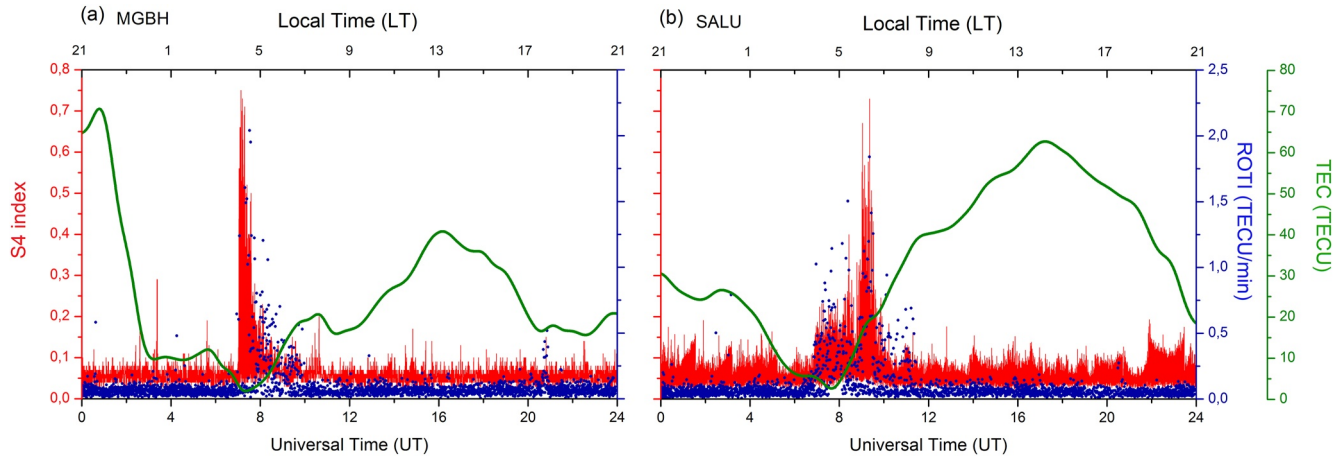 (a) MGBH
Local Time (LT)
21 1 5 9 13 17 21
0,8
0,7
0,6
0,5
0,4
0,3
0,2
0,1
0,0
S4 index
0 4 8 12 16 20 24
Universal Time (UT)
(b) SALU
Local Time (LT)
21 1 5 9 13 17 21
0 4 8 12 16 20 24
Universal Time (UT)
2,5
2,0
1,5
1,0
0,5
0,0
ROTI (TECU/min)
80
70
60
50
40
30
20
10
0
TEC (TECU)